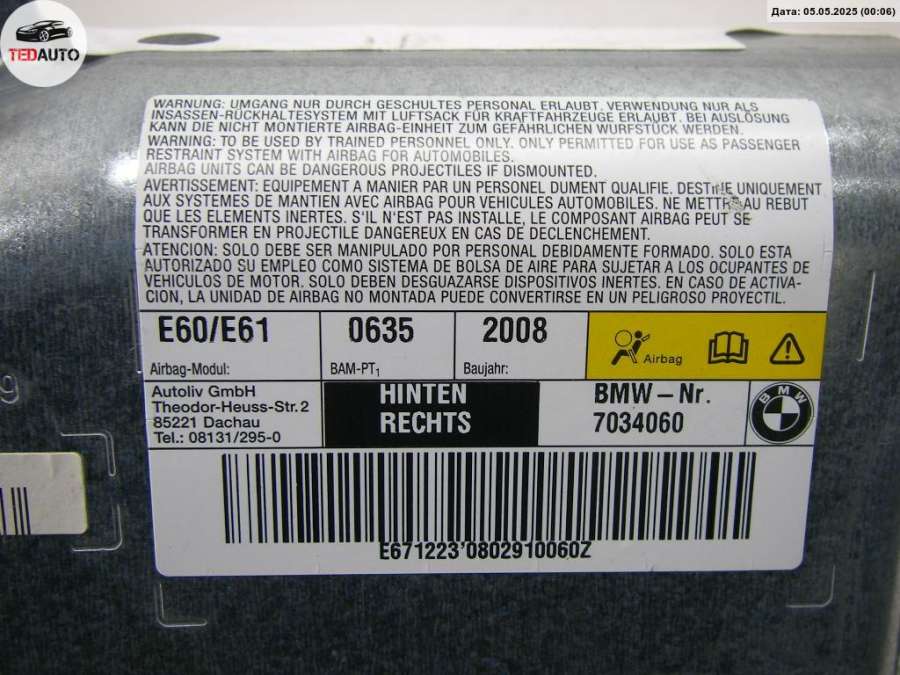 Дата: 05.05.2025 (00:06)
TEDAUTO
WARNUNG: UMGANG NUR DURCH GESCHULTES PERSONAL ERLAUBT. VERWENDUNG NUR ALS
INSASSEN-RÜCKHALTESYSTEM MIT LUFTSACK FÜR KRAFTFAHRZEUGE ERLAUBT. BEI AUSLÖSUNG
KANN DIE NICHT MONTIERTE AIRBAG-EINHEIT ZUM GEFÄHRLICHEN WURFSTÜCK WERDEN.
WARNING: TO BE USED BY TRAINED PERSONNEL ONLY. ONLY PERMITTED FOR USE AS PASSENGER
RESTRAINT SYSTEM WITH AIRBAG FOR AUTOMOBILES.
AIRBAG UNITS CAN BE DANGEROUS PROJECTILES IF DISMOUNTED.
AVERTISSEMENT: EQUIPEMENT A MANIER PAR UN PERSONEL DUMENT QUALIFIE. DESTINE UNIQUEMENT
AUX SYSTEMES DE MANTIEN AVEC AIRBAG POUR VEHICULES AUTOMOBILES. NE METTRE AU REBUT
QUE LES ELEMENTS INERTES. S'IL N'EST PAS INSTALLE, LE COMPOSANT AIRBAG PEUT SE
TRANSFORMER EN PROJECTILE DANGEREUX EN CAS DE DECLENCHEMENT.
ATENCION: SOLO DEBE SER MANIPULADO POR PERSONAL DEBIDAMENTE FORMADO. SOLO ESTA
AUTORIZADO SU EMPLEO COMO SISTEMA DE BOLSA DE AIRE PARA SUJETAR A LOS OCUPANTES DE
VEHICULOS DE MOTOR. SOLO DEBEN DESGUAZARSE DISPOSITIVOS INERTES. EN CASO DE ACTIVA-
CION, LA UNIDAD DE AIRBAG NO MONTADA PUEDE CONVERTIRSE EN UN PELIGROSO PROYECTIL.
E60/E61 0635 2008
Airbag
Airbag-Modul: BAM-PT1 Baujahr:
Autoliv GmbH
Theodor-Heuss-Str. 2
85221 Dachau
Tel.: 08131/295-0
HINTEN
RECHTS
BMW-Nr.
7034060
BMW
E671223'0802910060Z
9